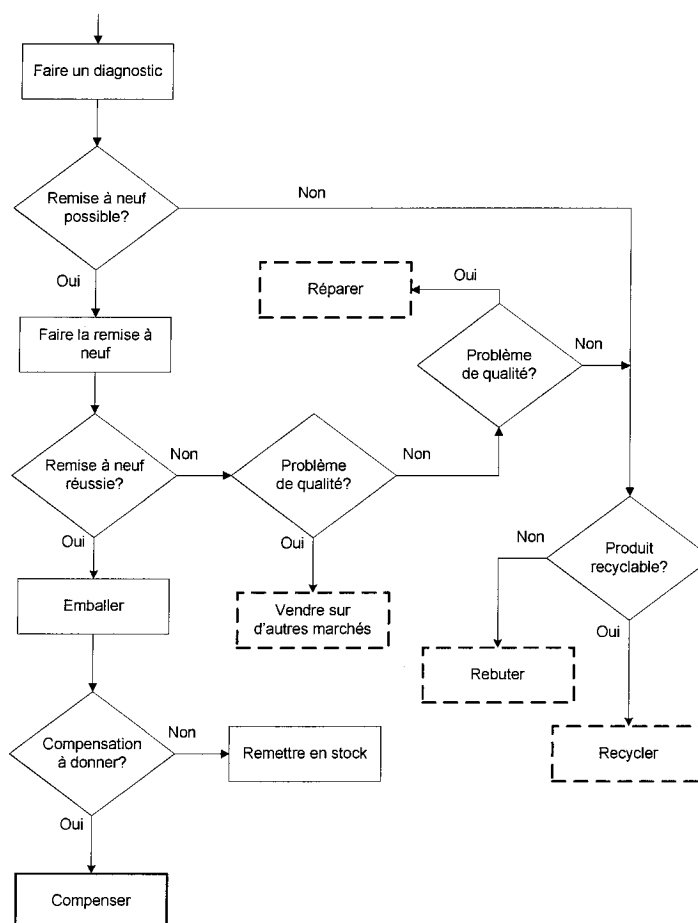 Faire un diagnostic
Remise à neuf
possible?
Non
Oui
Réparer
Oui
Faire la remise à
neuf
Problème
de qualité?
Non
Remise à neuf
réussie?
Non
Problème
de qualité?
Non
Oui
Oui
Non
Produit
recyclable?
Emballer
Vendre sur
d'autres marchés
Oui
Rebuter
Compensation
à donner?
Non
Remettre en stock
Recycler
Oui
Compenser